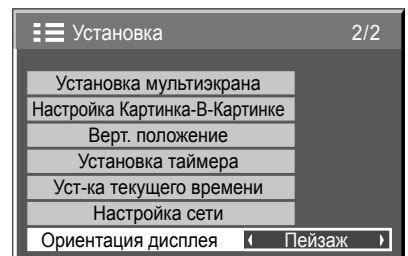 Установка 2/2
Установка мультиэкрана
Настройка Картинка-В-Картинке
Верт. положение
Установка таймера
Уст-ка текущего времени
Настройка сети
Ориентация дисплея Пейзаж